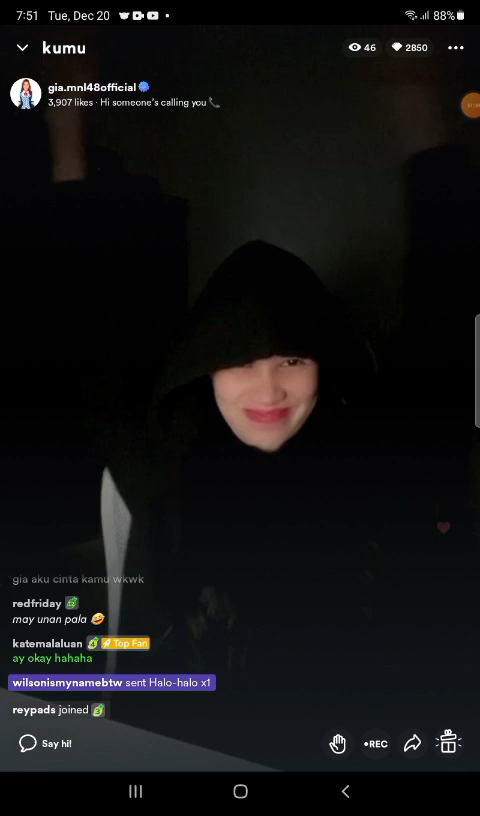 7:51 Tue, Dec 20 88%
kumu 46 2850
gia.mnl48official
3,907 likes · Hi someone's calling you
gia aku cinta kamu wkwk
redfriday
may unan pala
katemalaluan Top Fan
ay okay hahaha
wilsonismynamebtw sent Halo-halo x1
reypads joined
Say hi! •REC